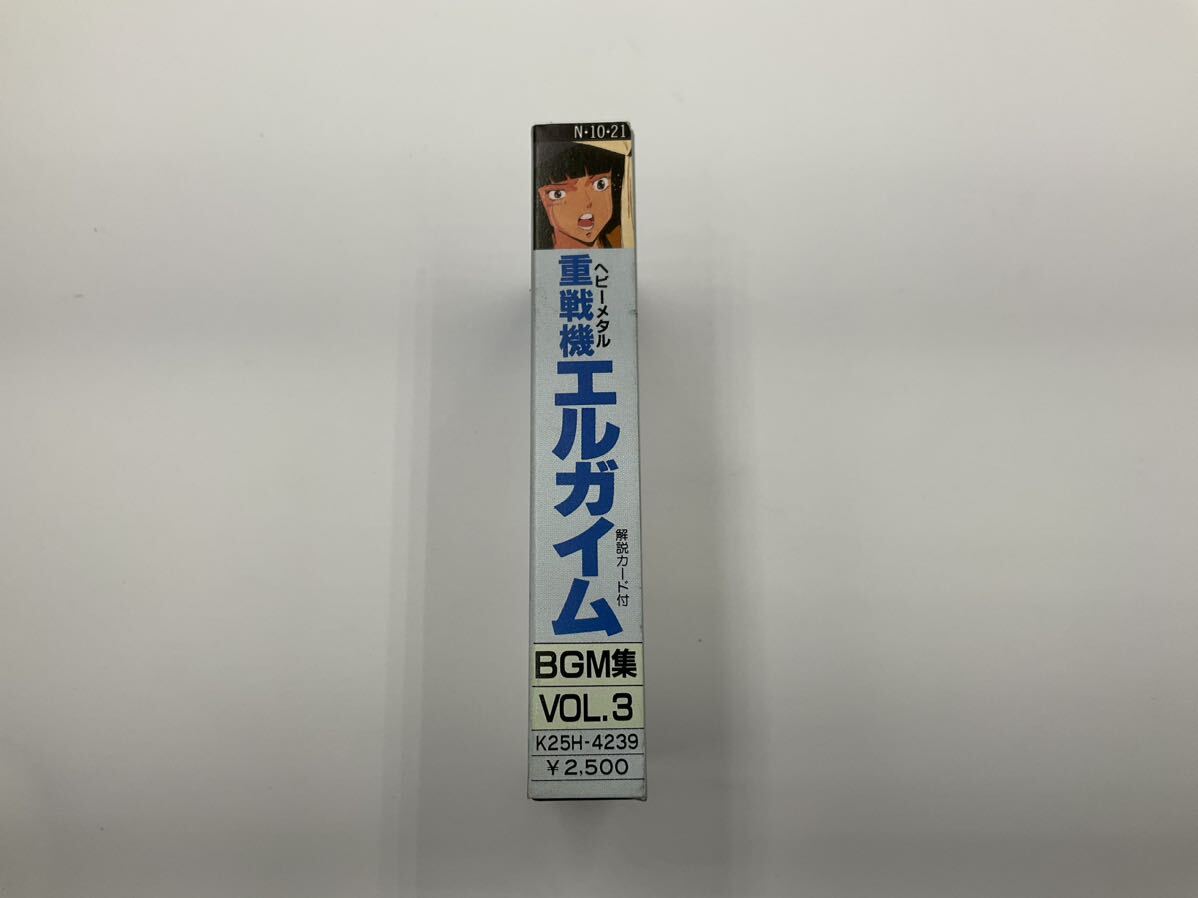 N・10・21
重戦機
ヘビーメタル
エルガイム
解説カード付
BGM集
VOL.3
K25H-4239
¥2,500